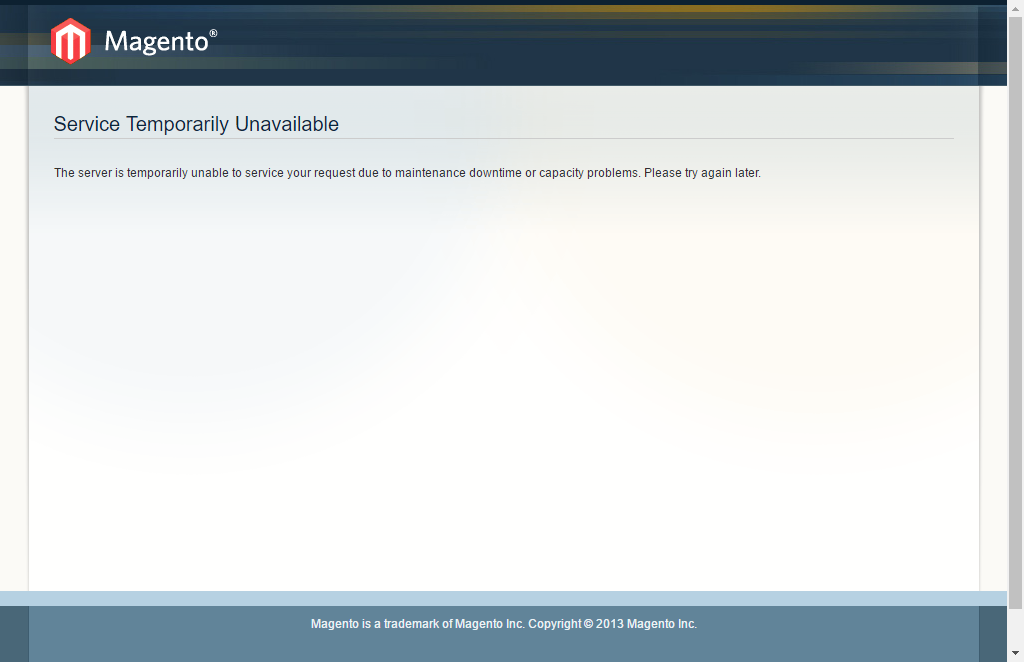 Magento®
Service Temporarily Unavailable
The server is temporarily unable to service your request due to maintenance downtime or capacity problems. Please try again later.
Magento is a trademark of Magento Inc. Copyright © 2013 Magento Inc.